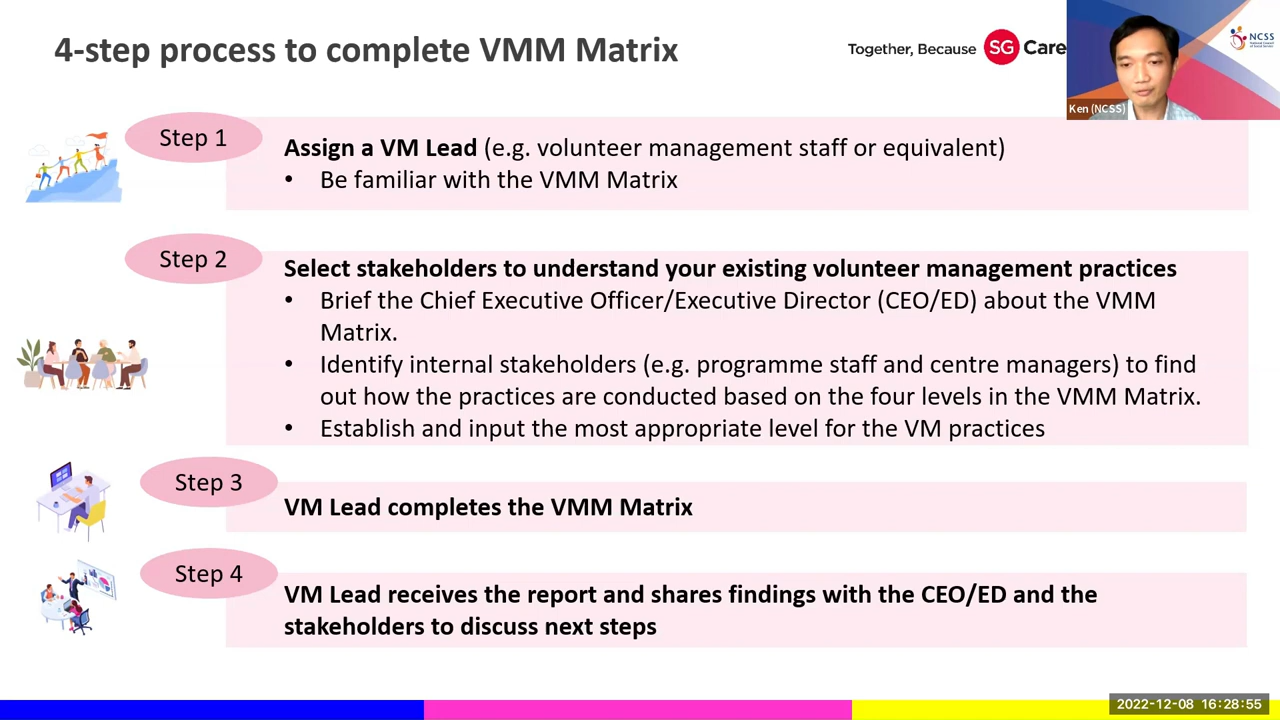 4-step process to complete VMM Matrix
Together, Because SG Care
NCSS
Ken (NCSS)
Step 1
Assign a VM Lead (e.g. volunteer management staff or equivalent)
• Be familiar with the VMM Matrix
Step 2
Select stakeholders to understand your existing volunteer management practices
• Brief the Chief Executive Officer/Executive Director (CEO/ED) about the VMM
Matrix.
• Identify internal stakeholders (e.g. programme staff and centre managers) to find
out how the practices are conducted based on the four levels in the VMM Matrix.
• Establish and input the most appropriate level for the VM practices
Step 3
VM Lead completes the VMM Matrix
Step 4
VM Lead receives the report and shares findings with the CEO/ED and the
stakeholders to discuss next steps
2022-12-08 16:28:55